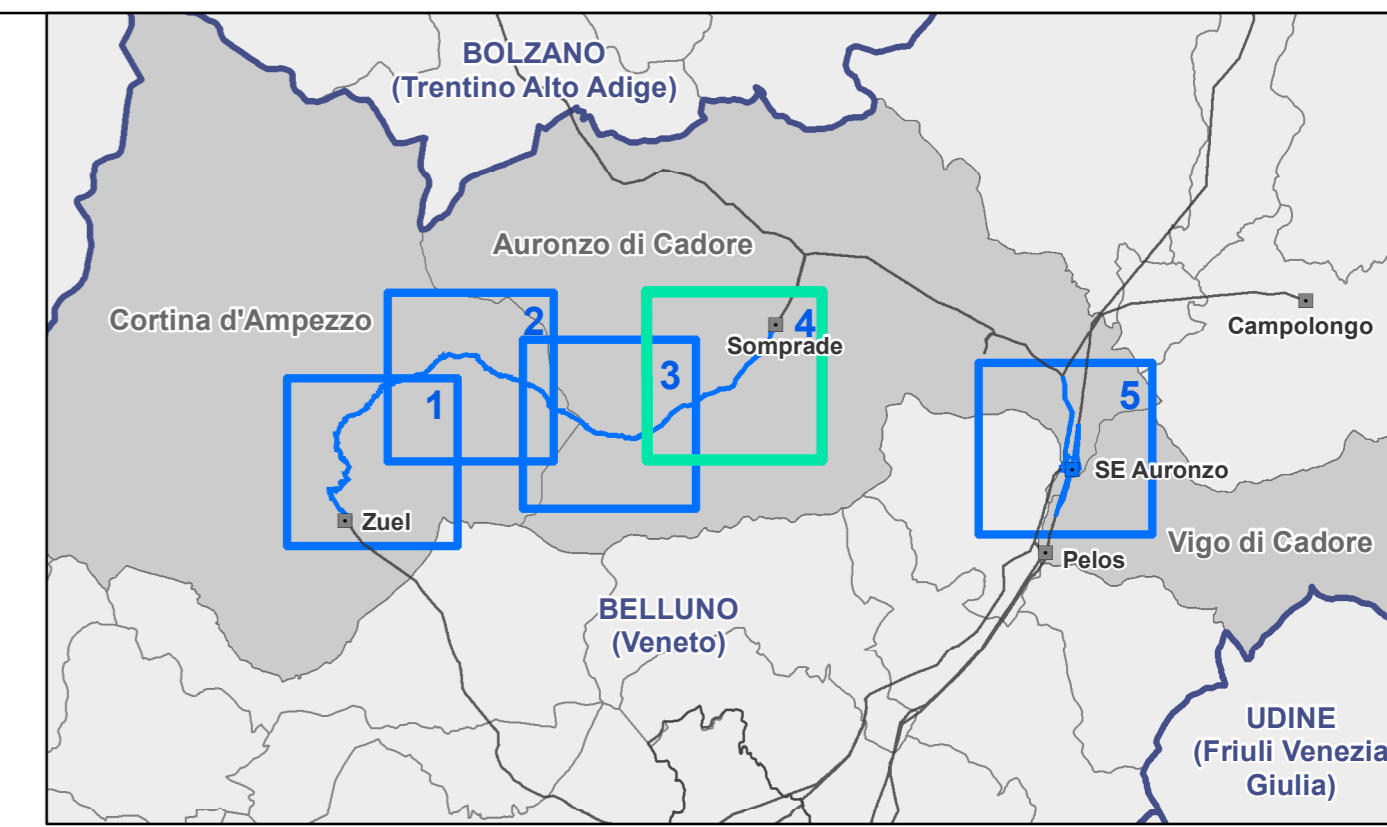 BOLZANO
(Trentino Alto Adige)
Auronzo di Cadore
Cortina d'Ampezzo
2
4
Somprade
Campolongo
3
1
5
SE Auronzo
Zuel
Vigo di Cadore
Pelos
BELLUNO
(Veneto)
UDINE
(Friuli Venezia
Giulia)